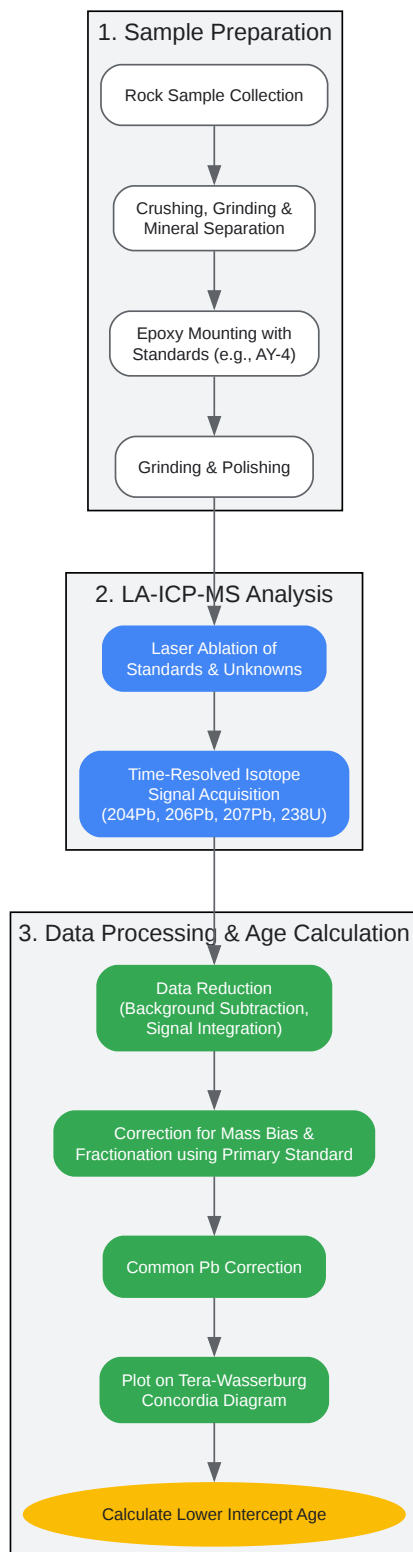 1. Sample Preparation
Rock Sample Collection
Crushing, Grinding &
Mineral Separation
Epoxy Mounting with
Standards (e.g., AY-4)
Grinding & Polishing
2. LA-ICP-MS Analysis
Laser Ablation of
Standards & Unknowns
Time-Resolved Isotope
Signal Acquisition
(204Pb, 206Pb, 207Pb, 238U)
3. Data Processing & Age Calculation
Data Reduction
(Background Subtraction,
Signal Integration)
Correction for Mass Bias &
Fractionation using Primary Standard
Common Pb Correction
Plot on Tera-Wasserburg
Concordia Diagram
Calculate Lower Intercept Age